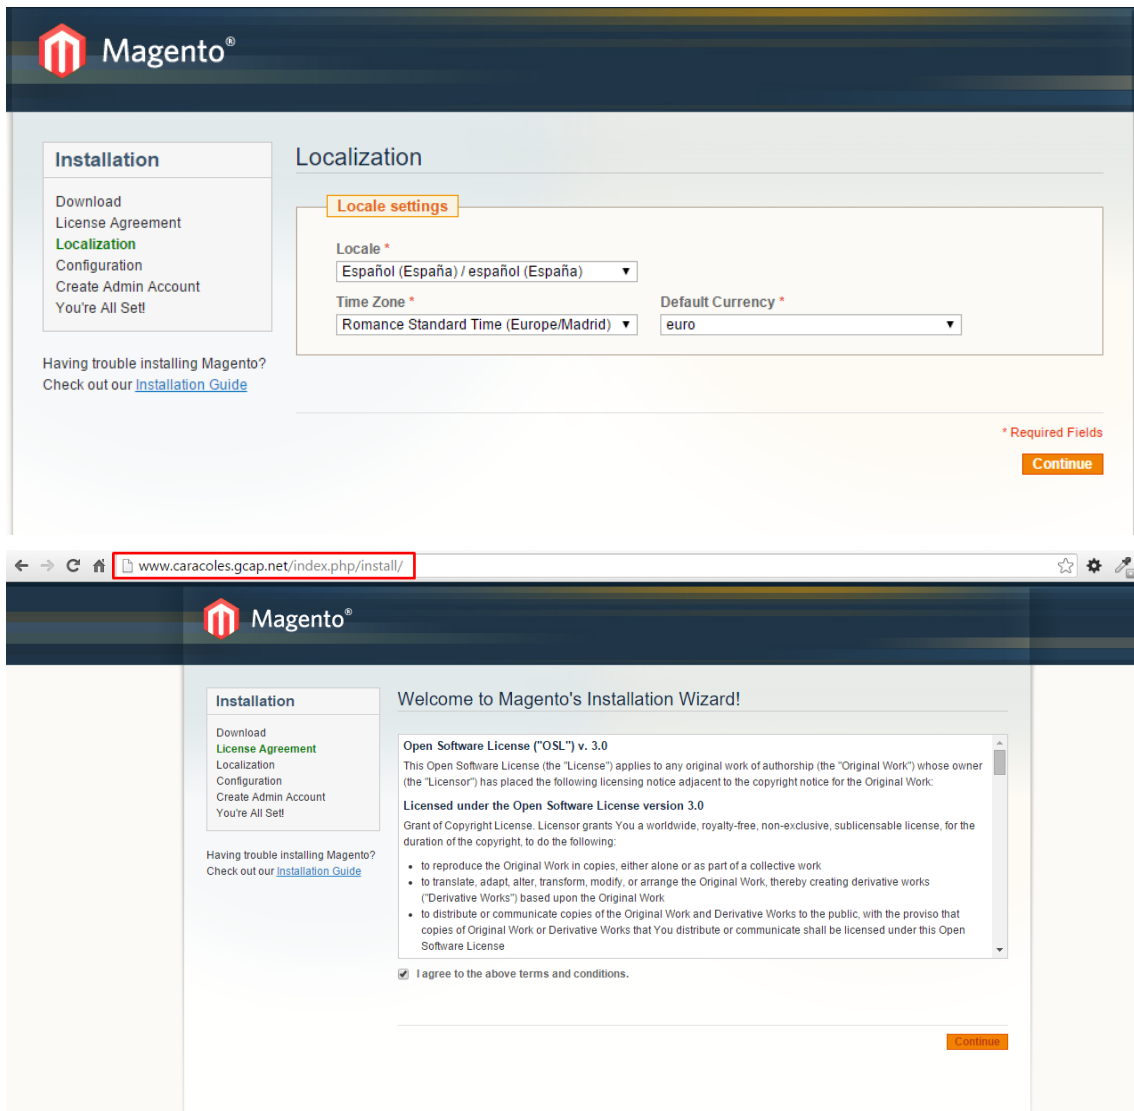 Magento®
Installation
Download
License Agreement
Localization
Configuration
Create Admin Account
You're All Set!
Having trouble installing Magento?
Check out our Installation Guide
Localization
Locale settings
Locale *
Español (España) / español (España)
Time Zone *
Default Currency *
Romance Standard Time (Europe/Madrid)
euro
* Required Fields
Continue
www.caracoles.gcap.net/index.php/install/
Magento®
Installation
Download
License Agreement
Localization
Configuration
Create Admin Account
You're All Set!
Having trouble installing Magento?
Check out our Installation Guide
Welcome to Magento's Installation Wizard!
Open Software License ("OSL") v. 3.0
This Open Software License (the "License") applies to any original work of authorship (the "Original Work") whose owner
(the "Licensor") has placed the following licensing notice adjacent to the copyright notice for the Original Work:
Licensed under the Open Software License version 3.0
Grant of Copyright License. Licensor grants You a worldwide, royalty-free, non-exclusive, sublicensable license, for the
duration of the copyright, to do the following:
• to reproduce the Original Work in copies, either alone or as part of a collective work
• to translate, adapt, alter, transform, modify, or arrange the Original Work, thereby creating derivative works
("Derivative Works") based upon the Original Work
• to distribute or communicate copies of the Original Work and Derivative Works to the public, with the proviso that
copies of Original Work or Derivative Works that You distribute or communicate shall be licensed under this Open
Software License
I agree to the above terms and conditions.
Continue